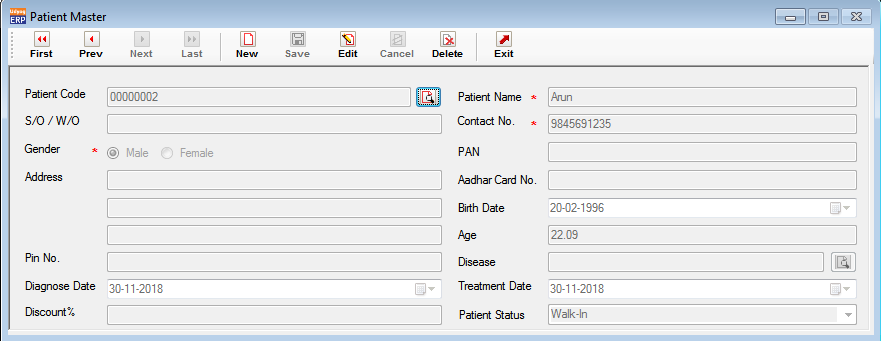 Udyog ERP Patient Master
First Prev Next Last New Save Edit Cancel Delete Exit
Patient Code 00000002 Patient Name * Arun
S/O / W/O Contact No. * 9845691235
Gender * Male Female PAN
Address Aadhar Card No.
Birth Date 20-02-1996
Age 22.09
Pin No. Disease
Diagnose Date 30-11-2018 Treatment Date 30-11-2018
Discount% Patient Status Walk-In